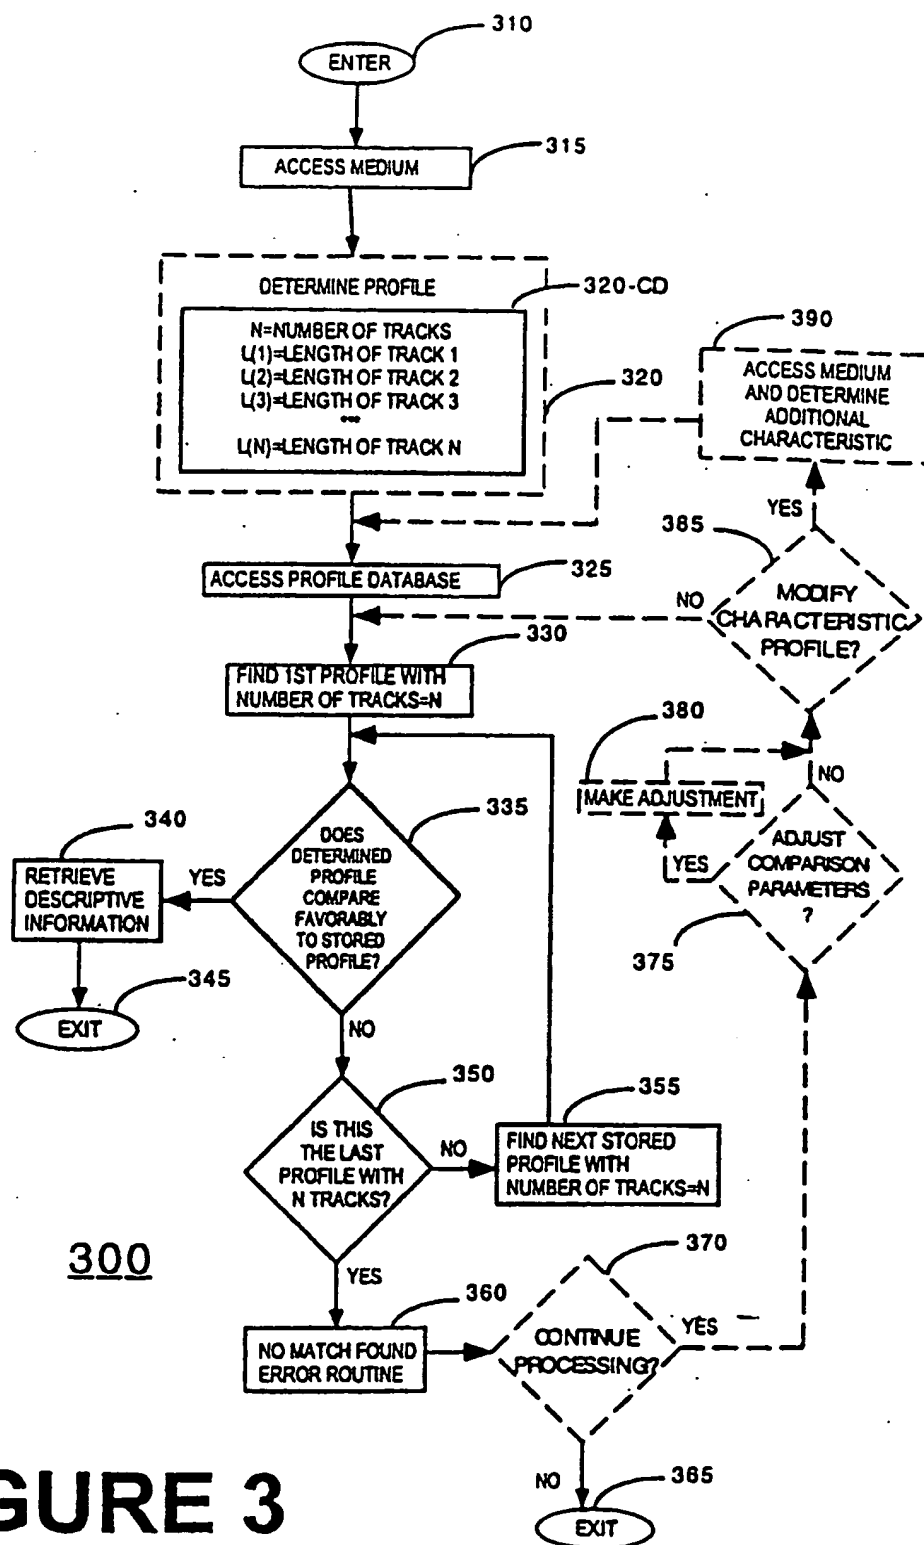 310
ENTER
315
ACCESS MEDIUM
DETERMINE PROFILE
320-CD
N=NUMBER OF TRACKS
L(1)=LENGTH OF TRACK 1
L(2)=LENGTH OF TRACK 2
L(3)=LENGTH OF TRACK 3
•••
L(N)=LENGTH OF TRACK N
320
390
ACCESS MEDIUM
AND DETERMINE
ADDITIONAL
CHARACTERISTIC
YES
385
MODIFY
CHARACTERISTIC
PROFILE?
NO
325
ACCESS PROFILE DATABASE
330
FIND 1ST PROFILE WITH
NUMBER OF TRACKS=N
380
MAKE ADJUSTMENT
NO
YES
ADJUST
COMPARISON
PARAMETERS
?
375
335
DOES
DETERMINED
PROFILE
COMPARE
FAVORABLY
TO STORED
PROFILE?
YES
340
RETRIEVE
DESCRIPTIVE
INFORMATION
345
EXIT
NO
350
IS THIS
THE LAST
PROFILE WITH
N TRACKS?
NO
355
FIND NEXT STORED
PROFILE WITH
NUMBER OF TRACKS=N
300
YES
360
NO MATCH FOUND
ERROR ROUTINE
370
CONTINUE
PROCESSING?
YES
NO
365
EXIT
GURE 3